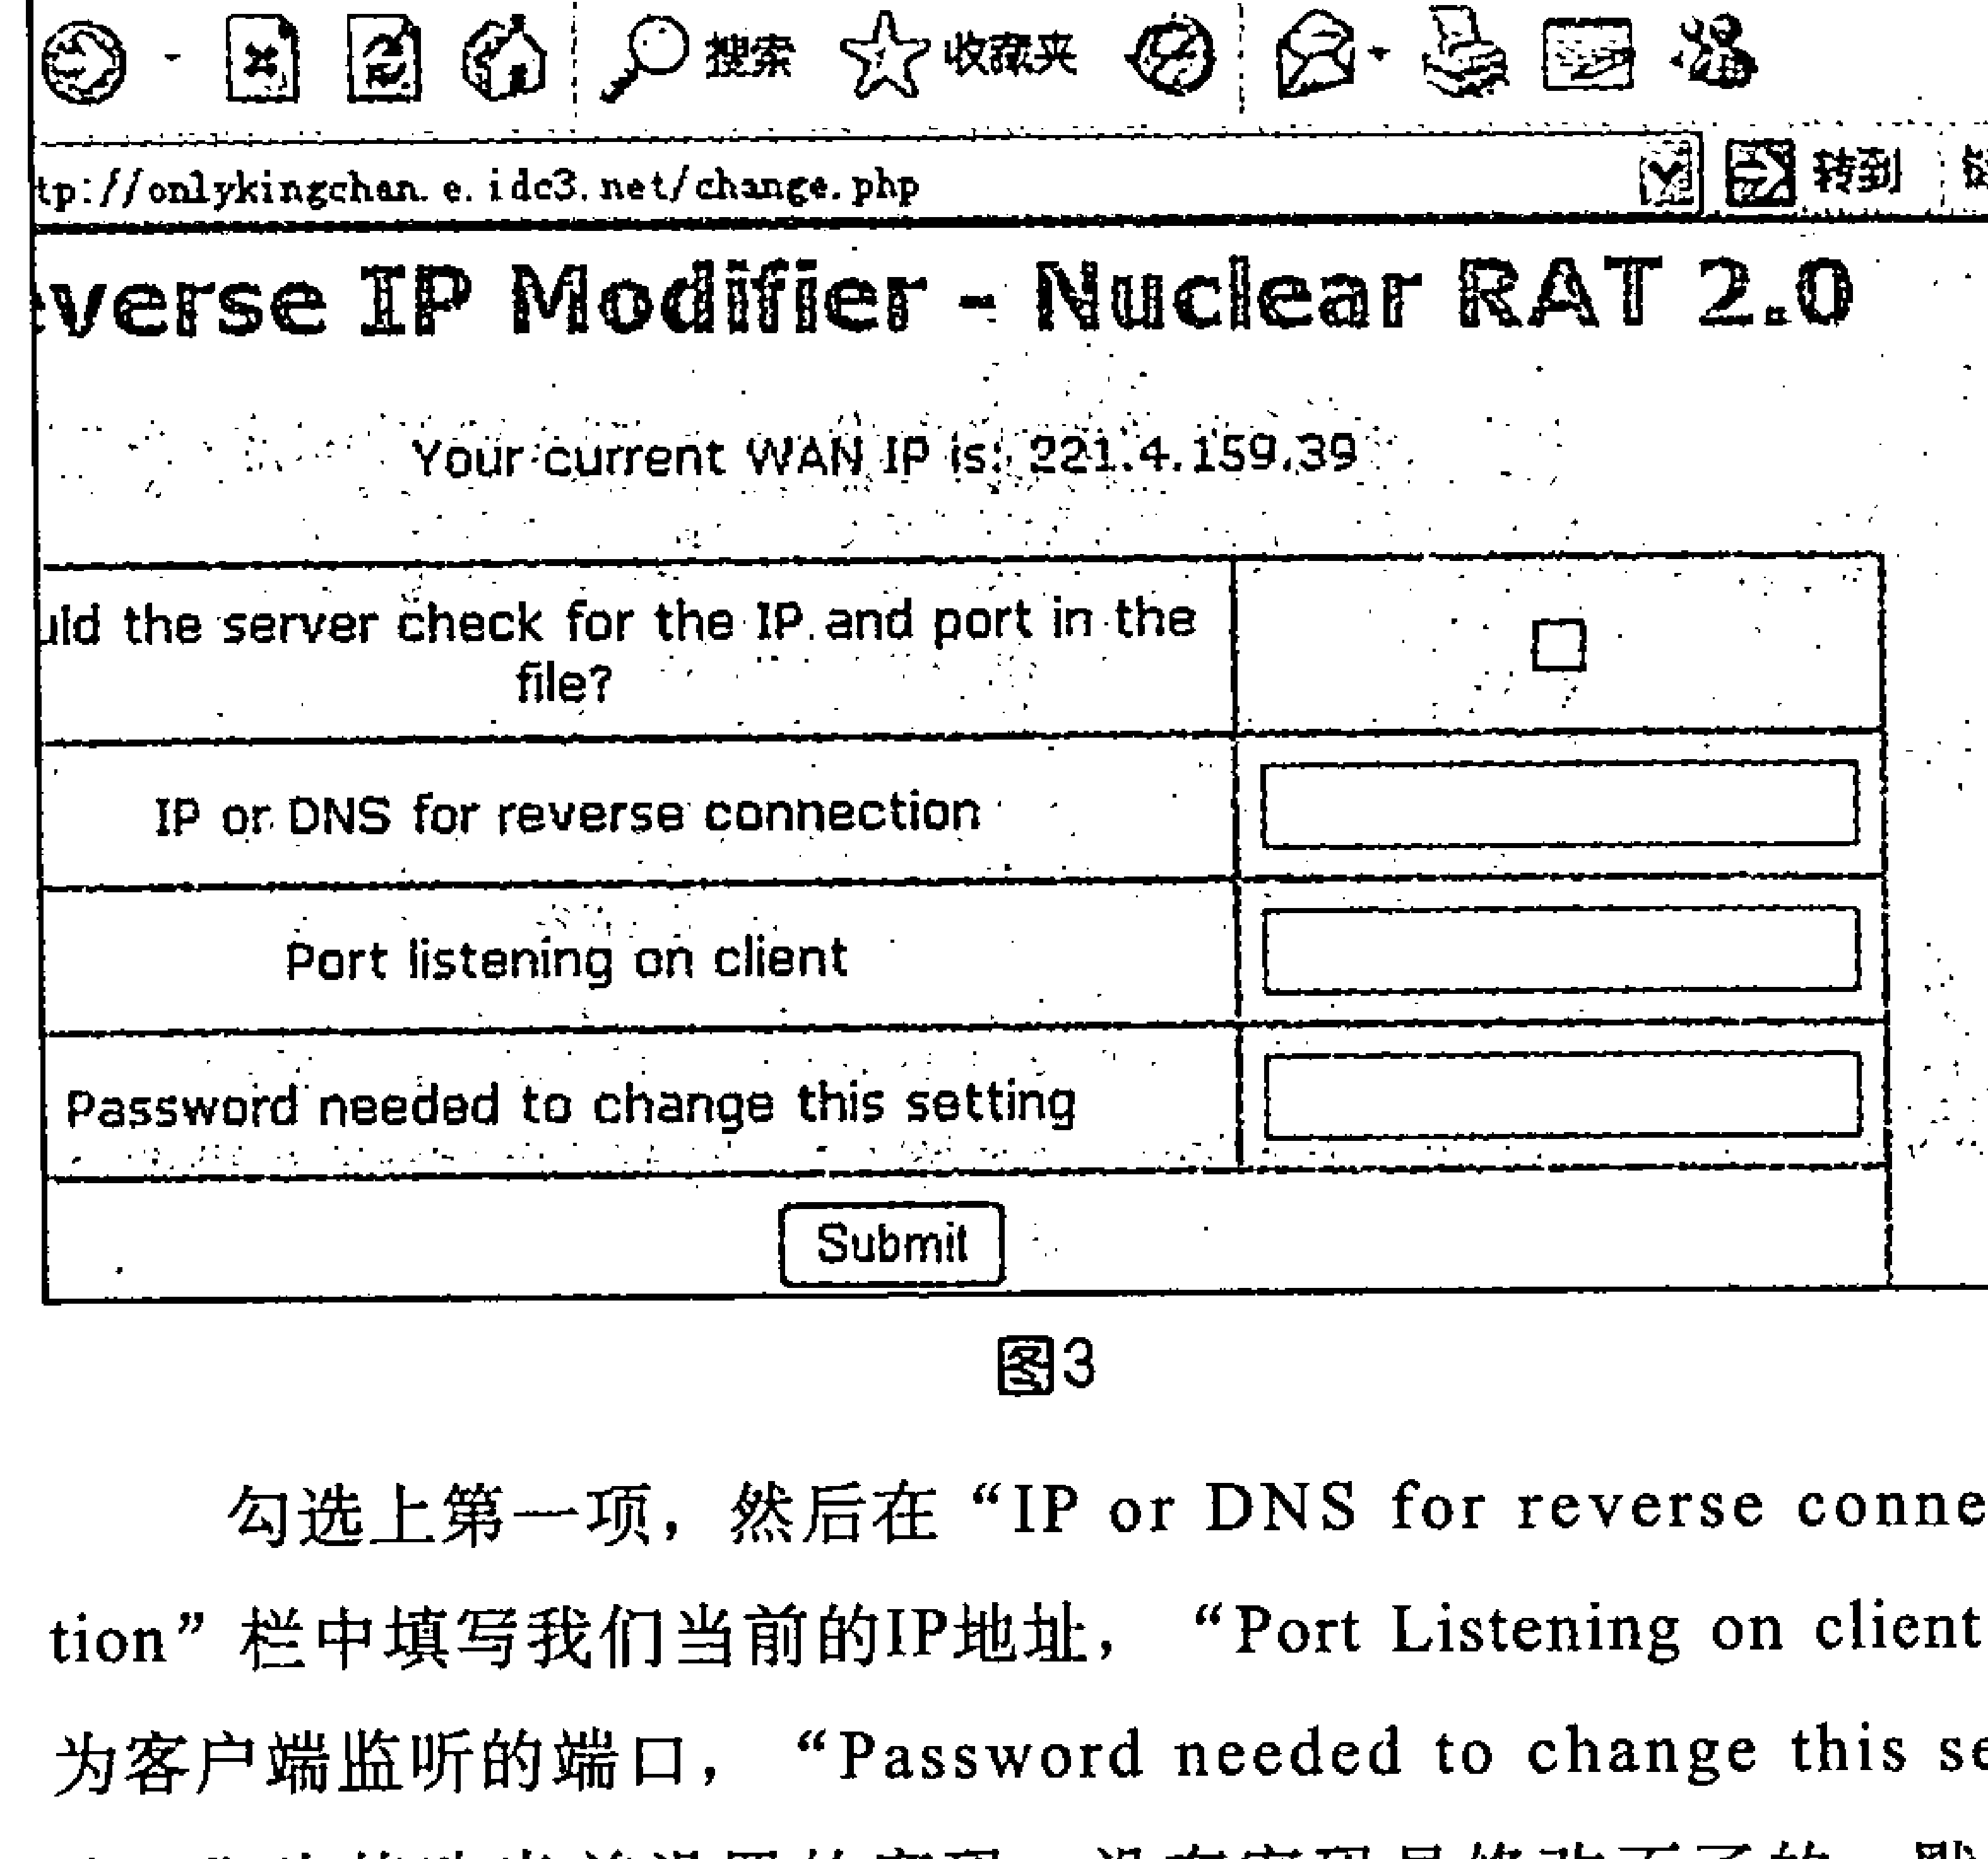 搜索 收藏夹
tp://onlykingchan.e.idc3.net/change.php 转到
verse IP Modifier - Nuclear RAT 2.0
Your current WAN IP is: 221.4.159.39
uld the server check for the IP and port in the
file?
IP or DNS for reverse connection
Port listening on client
Password needed to change this setting
Submit
图3
勾选上第一项，然后在“IP or DNS for reverse conne
tion”栏中填写我们当前的IP地址，“Port Listening on client
为客户端监听的端口，“Password needed to change this se